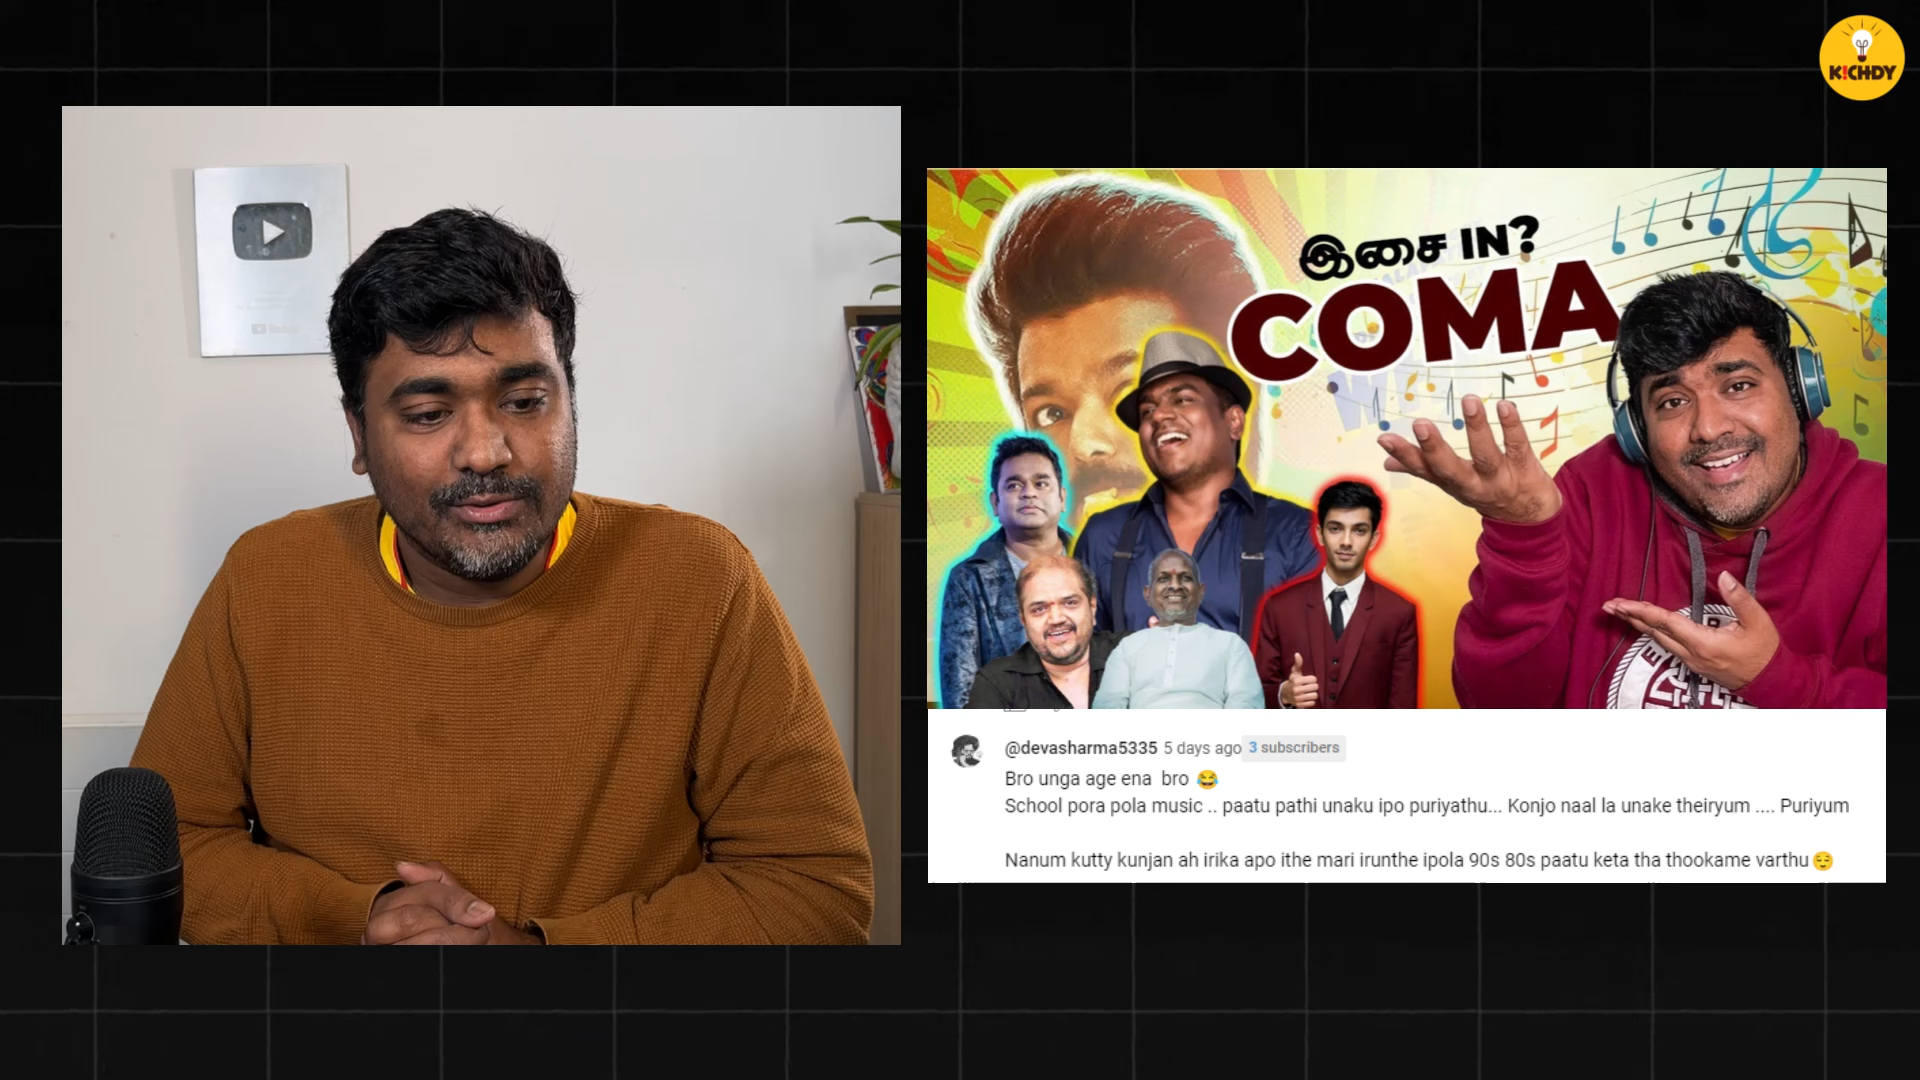 K!CHDY
இசை IN?
COMA
@devasharma5335 5 days ago 3 subscribers
Bro unga age ena bro 😂
School pora pola music .. paatu pathi unaku ipo puriyathu... Konjo naal la unake theiryum .... Puriyum
Nanum kutty kunjan ah irika apo ithe mari irunthe ipola 90s 80s paatu keta tha thookame varthu😌